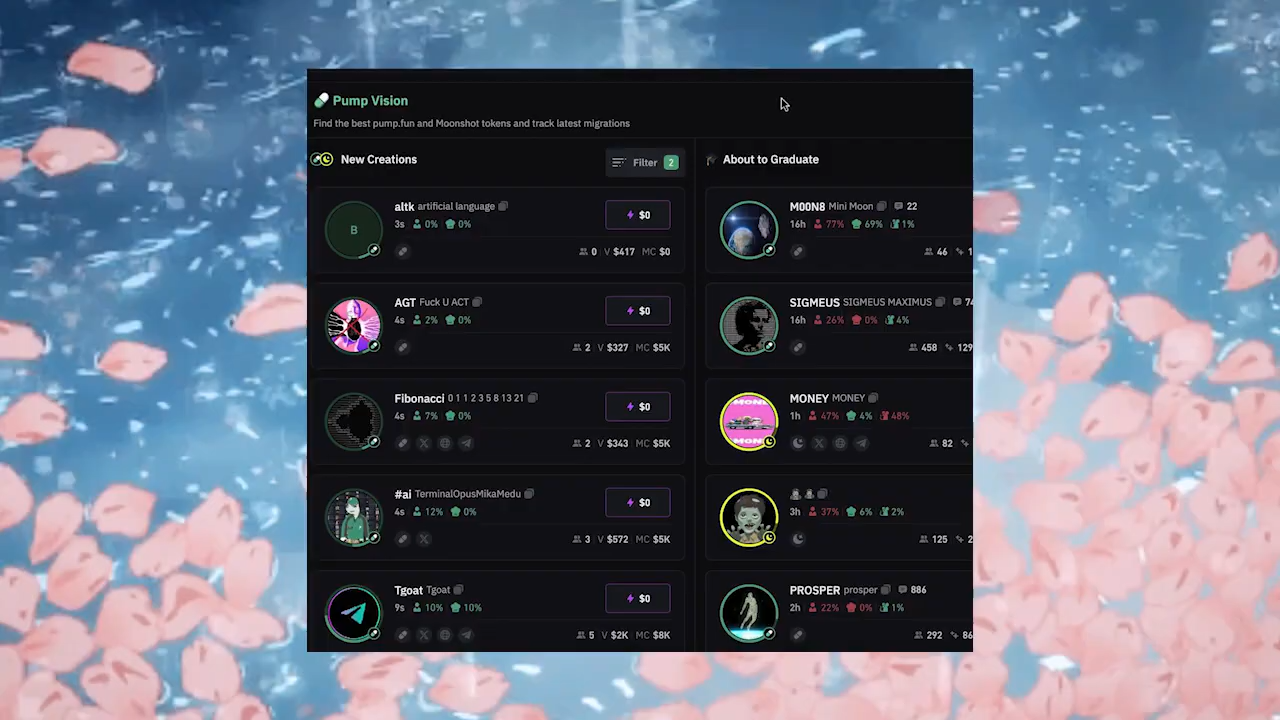 Pump Vision
Find the best pump.fun and Moonshot tokens and track latest migrations
New Creations
Filter 2
altk artificial language
$0
3s 0% 0%
0 V $417 MC $0
AGT Fuck U ACT
$0
4s 2% 0%
2 V $327 MC $5K
Fibonacci 0 1 1 2 3 5 8 13 21
$0
4s 7% 0%
2 V $343 MC $5K
#ai TerminalOpusMikaMedu
$0
4s 12% 0%
3 V $572 MC $5K
Tgoat Tgoat
$0
9s 10% 10%
5 V $2K MC $8K
About to Graduate
B
M00N8 Mini Moon 22
16h 77% 69% 1%
46 1
SIGMEUS SIGMEUS MAXIMUS 74
16h 26% 0% 4%
458 129
MONEY MONEY
1h 47% 4% 48%
82
3h 37% 6% 2%
125 2
PROSPER prosper 886
2h 22% 0% 1%
292 86